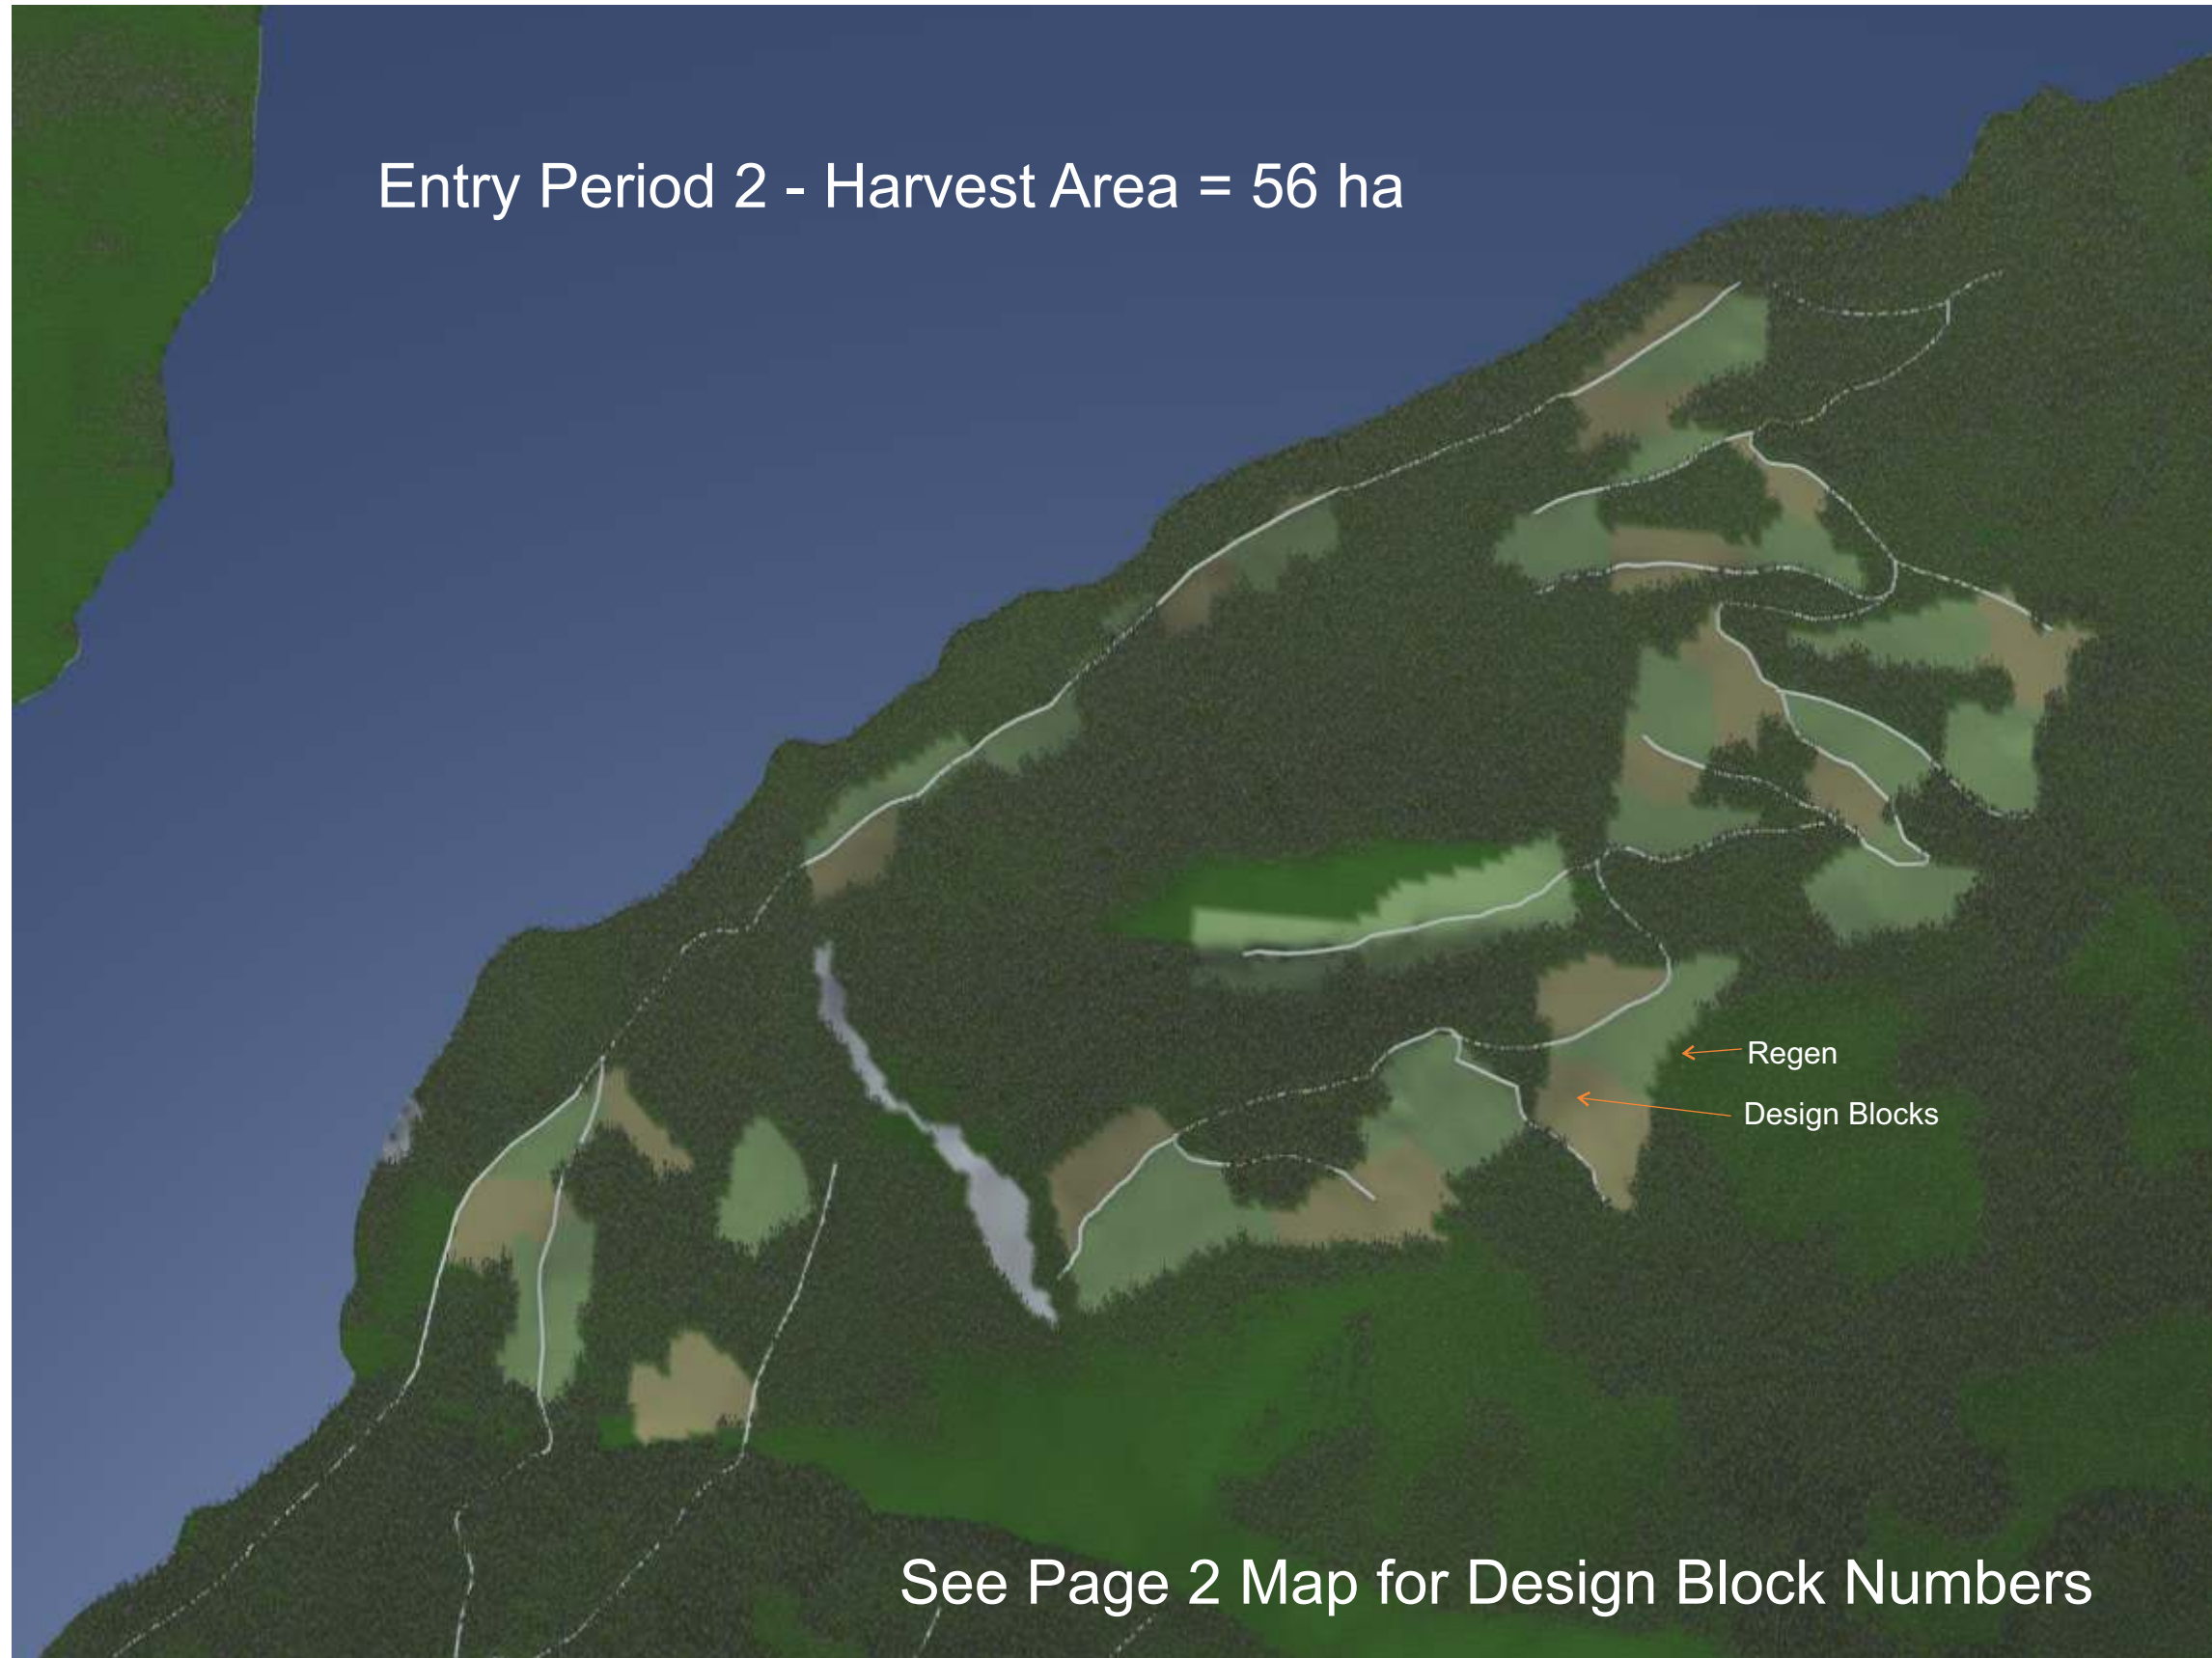 Entry Period 2 - Harvest Area = 56 ha
Regen
Design Blocks
See Page 2 Map for Design Block Numbers